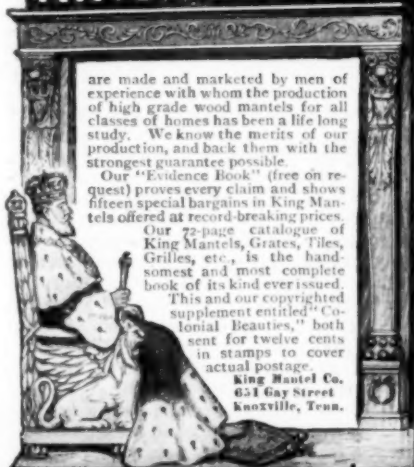 are made and marketed by men of
experience with whom the production
of high grade wood mantels for all
classes of homes has been a life long
study. We know the merits of our
production, and back them with the
strongest guarantee possible.
Our "Evidence Book" (free on re-
quest) proves every claim and shows
fifteen special bargains in King Man-
tels offered at record-breaking prices.
Our 72-page catalogue of
King Mantels, Grates, Tiles,
Grilles, etc., is the hand-
somest and most complete
book of its kind ever issued.
This and our copyrighted
supplement entitled "Co-
lonial Beauties," both
sent for twelve cents
in stamps to cover
actual postage.
King Mantel Co.
651 Gay Street
Knoxville, Tenn.